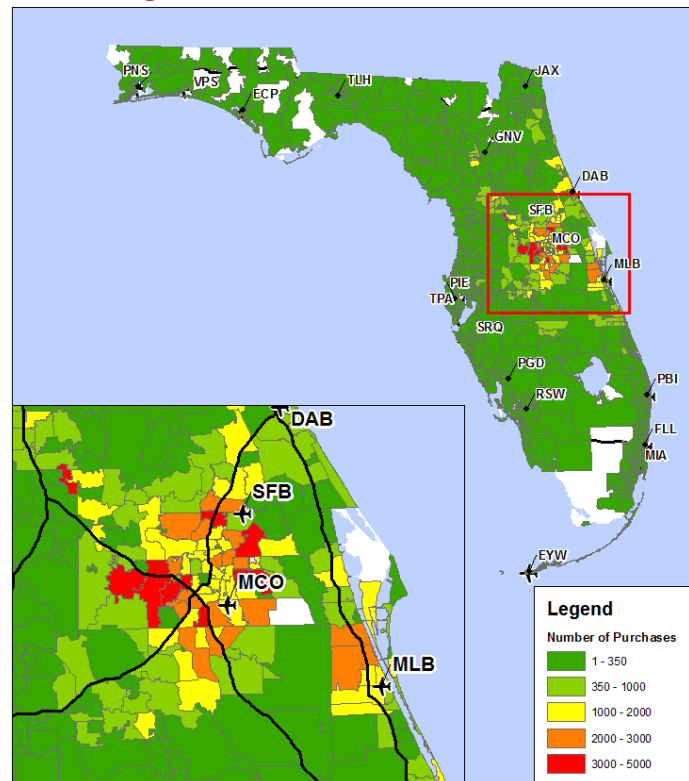 PNS
VPS
ECP
TLH
JAX
GNV
DAB
SFB
MCO
MLB
PIE
TPA
SRQ
PGD
RSW
PBI
FLL
MIA
EYW
DAB
SFB
MCO
MLB
Legend
Number of Purchases
1 - 350
350 - 1000
1000 - 2000
2000 - 3000
3000 - 5000